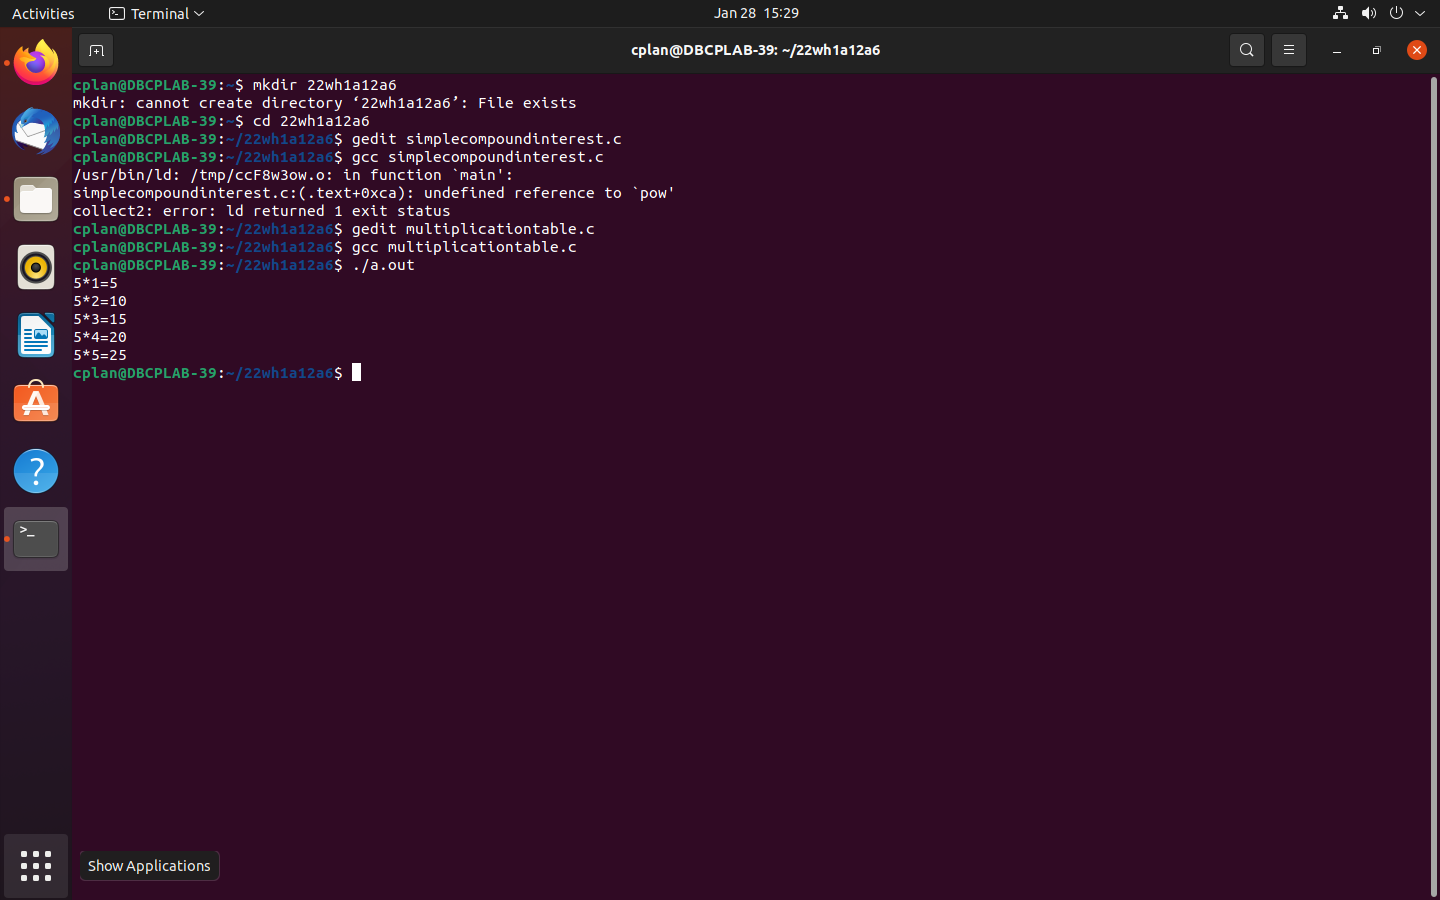 Activities
Terminal
Jan 28 15:29
cplan@DBCPLAB-39: ~/22wh1a12a6
cplan@DBCPLAB-39:~$ mkdir 22wh1a12a6
mkdir: cannot create directory ‘22wh1a12a6’: File exists
cplan@DBCPLAB-39:~$ cd 22wh1a12a6
cplan@DBCPLAB-39:~/22wh1a12a6$ gedit simplecompoundinterest.c
cplan@DBCPLAB-39:~/22wh1a12a6$ gcc simplecompoundinterest.c
/usr/bin/ld: /tmp/ccF8w3ow.o: in function `main':
simplecompoundinterest.c:(.text+0xca): undefined reference to `pow'
collect2: error: ld returned 1 exit status
cplan@DBCPLAB-39:~/22wh1a12a6$ gedit multiplicationtable.c
cplan@DBCPLAB-39:~/22wh1a12a6$ gcc multiplicationtable.c
cplan@DBCPLAB-39:~/22wh1a12a6$ ./a.out
5*1=5
5*2=10
5*3=15
5*4=20
5*5=25
cplan@DBCPLAB-39:~/22wh1a12a6$
Show Applications